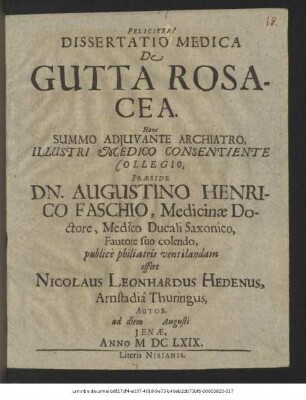 FELICITER!
DISSERTATIO MEDICA
De
GUTTA ROSA-
CEA.
Hanc
SUMMO ADJUVANTE ARCHIATRO,
ILLUSTRI MEDICO CONSENTIENTE
COLLEGIO,
PRÆSIDE
DN. AUGUSTINO HENRI-
CO FASCHIO, Medicinæ Do-
ctore, Medico Ducali Saxonico,
Fautore suo colendo,
publicè philiatris ventilandam
offert
NICOLAUS LEONHARDUS HEDENUS,
Arnstadiâ Thuringus,
AUTOR.
ad diem Augusti
JENÆ,
ANNO M DC LXIX.
Literis NISIANIS.